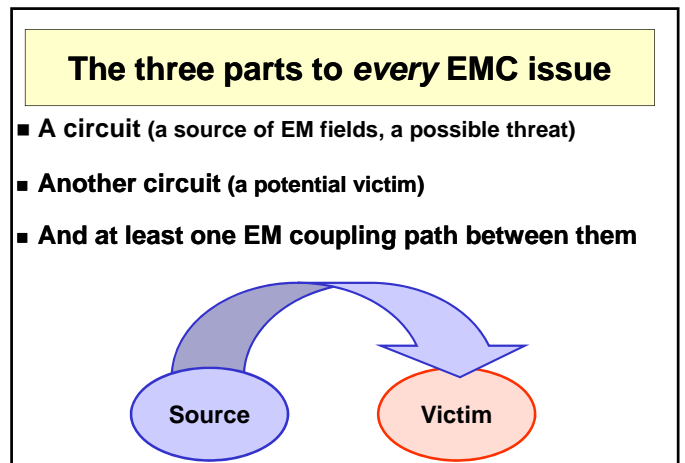 The three parts to every EMC issue
■ A circuit (a source of EM fields, a possible threat)
■ Another circuit (a potential victim)
■ And at least one EM coupling path between them
Source Victim